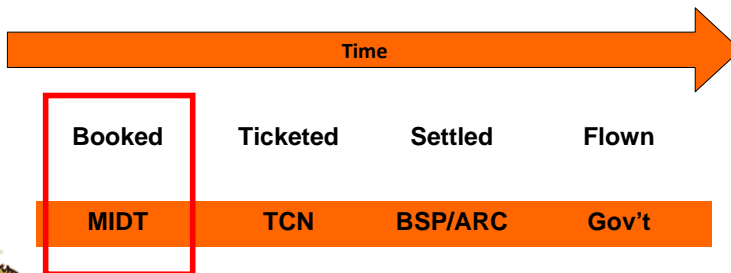 Time
Booked Ticketed Settled Flown
MIDT TCN BSP/ARC Gov't